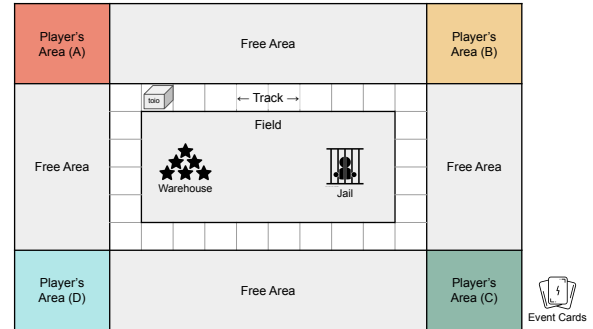 Player's
Area (A)
Free Area
Player's
Area (B)
toio
← Track →
Field
Free Area
Warehouse
Jail
Free Area
Player's
Area (D)
Free Area
Player's
Area (C)
Event Cards